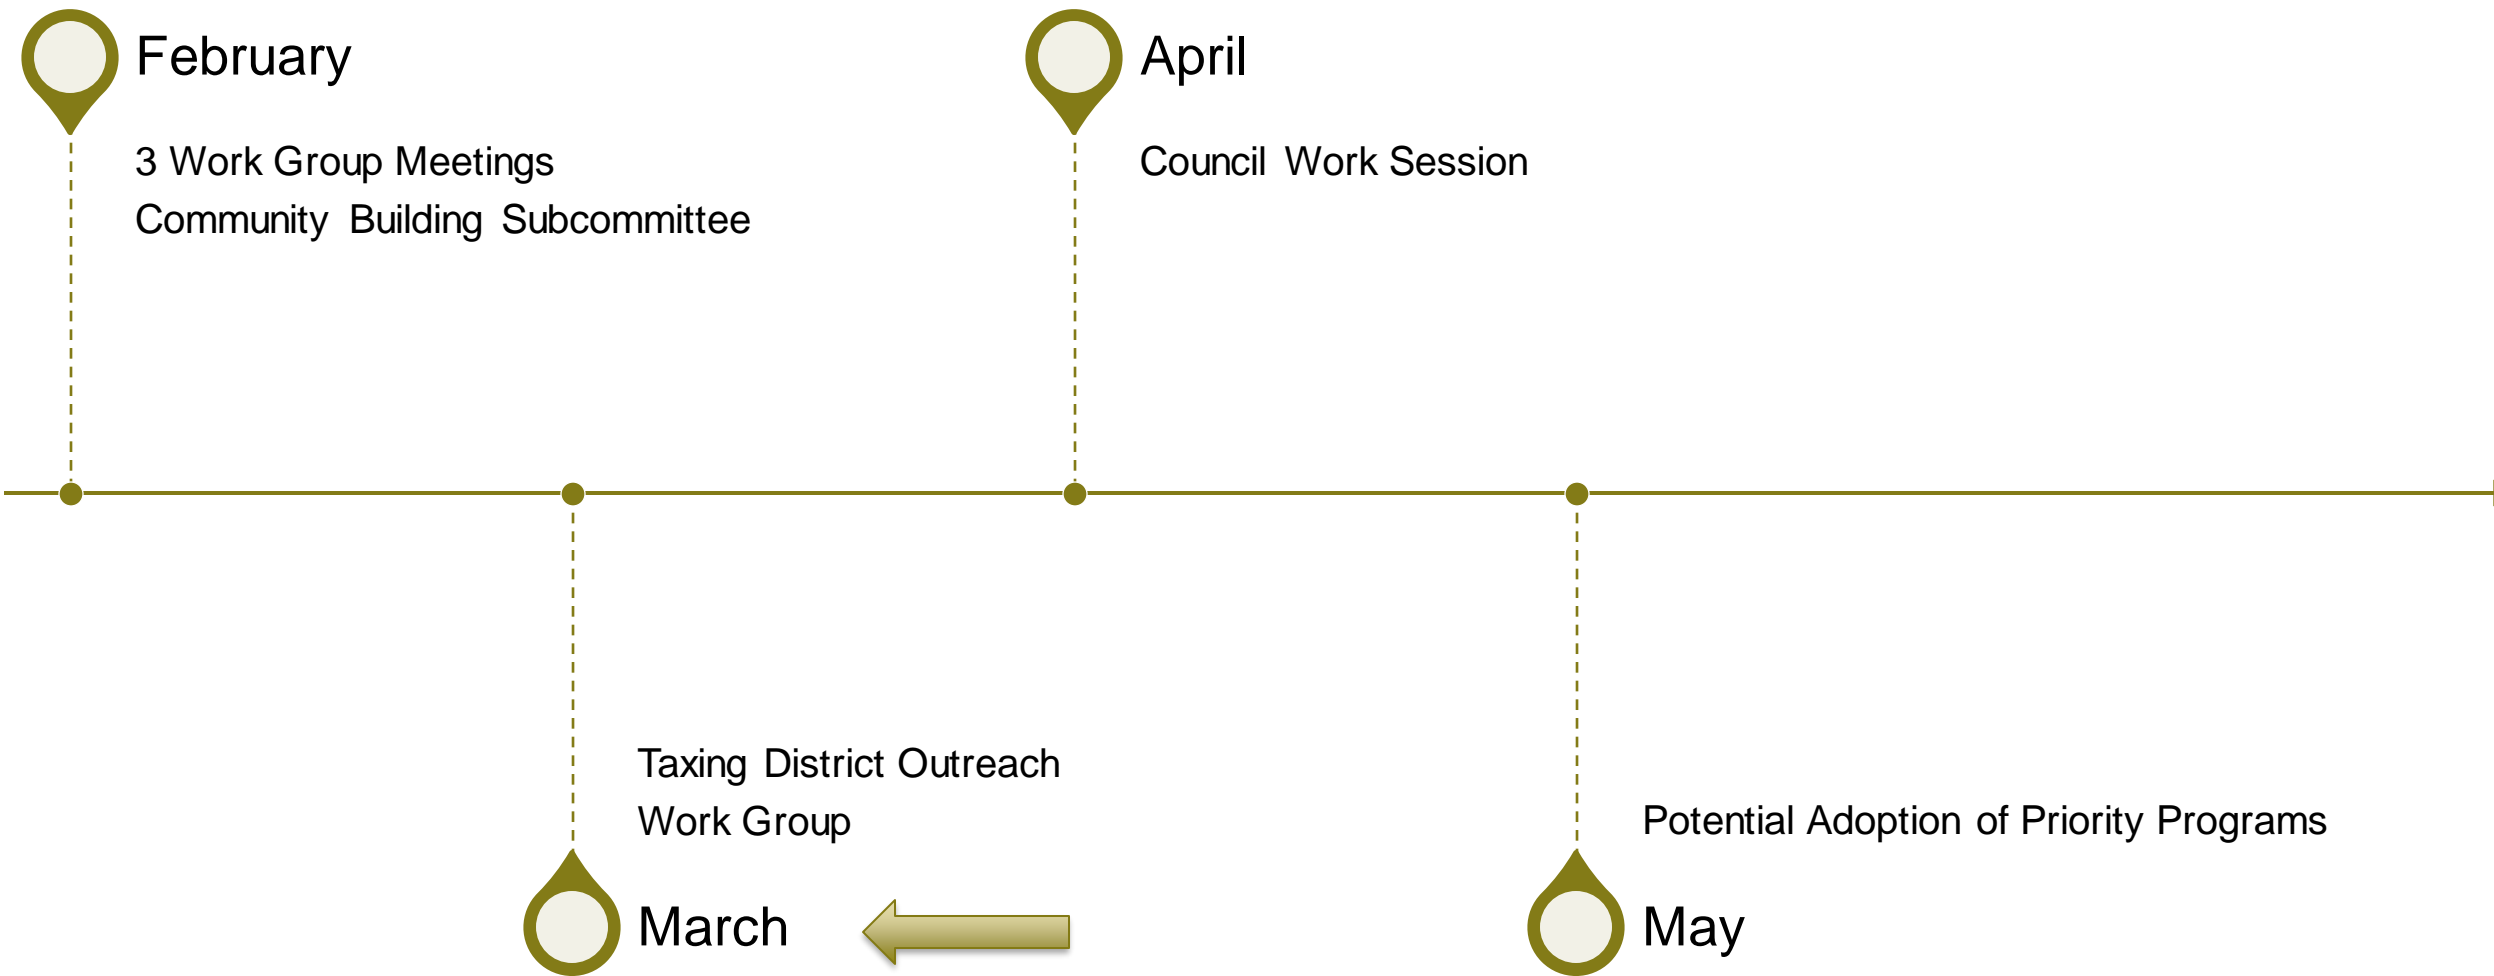 February
3 Work Group Meetings
Community Building Subcommittee
Taxing District Outreach
Work Group
March
April
Council Work Session
Potential Adoption of Priority Programs
May